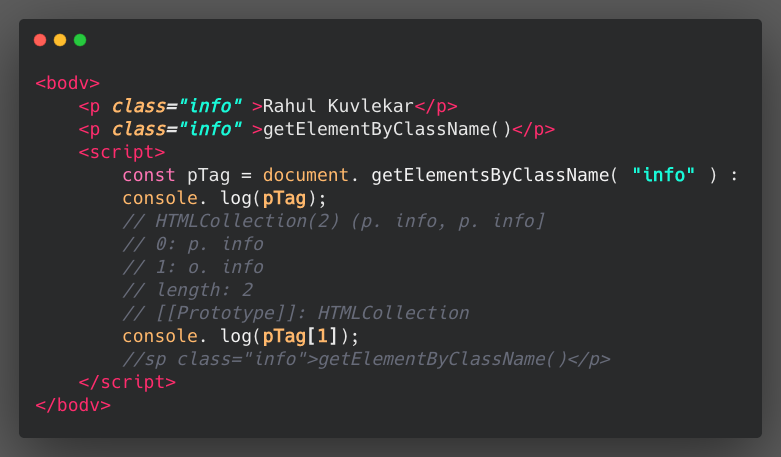 <bodv>
<p class="info" >Rahul Kuvlekar</p>
<p class="info" >getElementByClassName()</p>
<script>
const pTag = document. getElementsByClassName( "info" ) :
console. log(pTag);
// HTMLCollection(2) (p. info, p. info]
// 0: p. info
// 1: o. info
// length: 2
// [[Prototype]]: HTMLCollection
console. log(pTag[1]);
//sp class="info">getElementByClassName()</p>
</script>
</bodv>